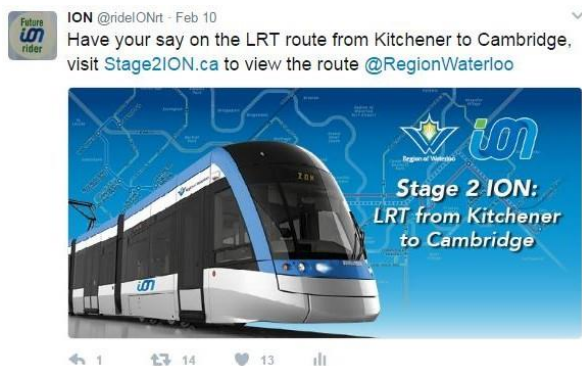 Future
ion
rider
ION @rideIONrt · Feb 10
Have your say on the LRT route from Kitchener to Cambridge,
visit Stage2ION.ca to view the route @RegionWaterloo
Region of Waterloo
ion
Stage 2 ION:
LRT from Kitchener
to Cambridge
ION
ion
1 14 13